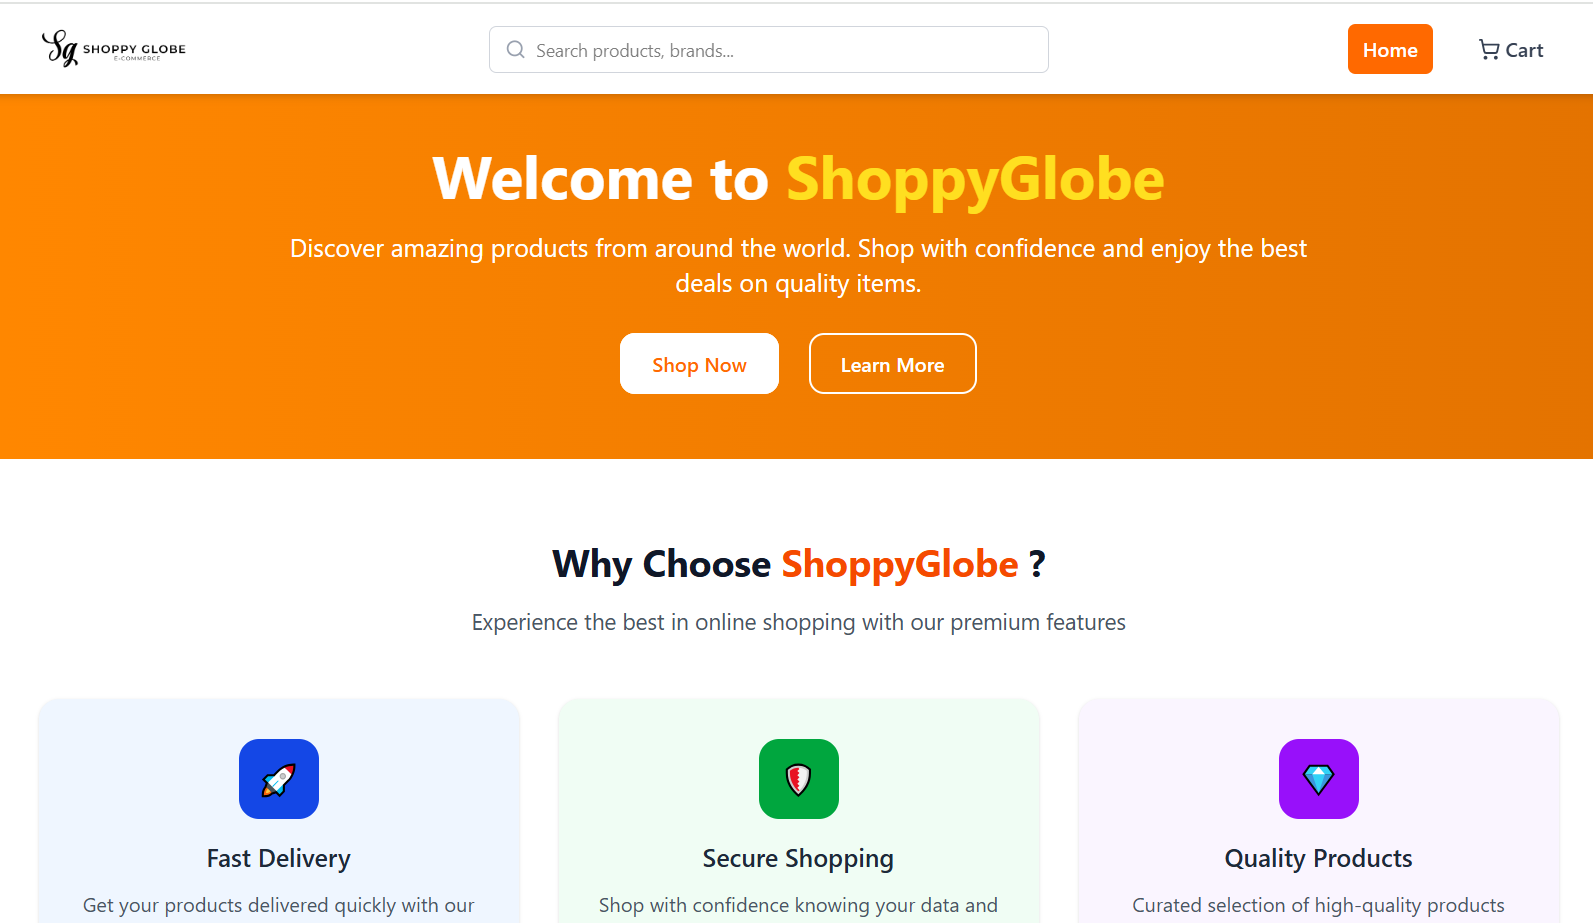 Sg SHOPPY GLOBE
E-COMMERCE
Search products, brands...
Home
Cart
Welcome to ShoppyGlobe
Discover amazing products from around the world. Shop with confidence and enjoy the best
deals on quality items.
Shop Now
Learn More
Why Choose ShoppyGlobe ?
Experience the best in online shopping with our premium features
Fast Delivery
Get your products delivered quickly with our
Secure Shopping
Shop with confidence knowing your data and
Quality Products
Curated selection of high-quality products